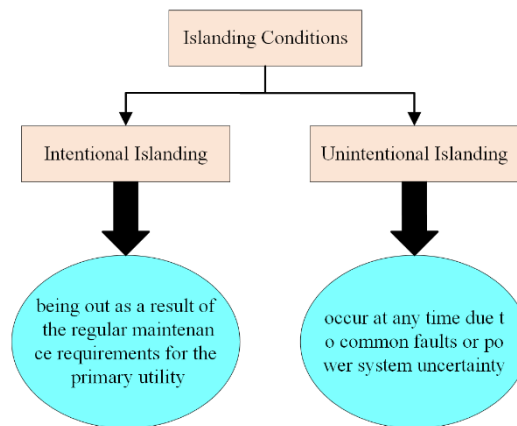 Islanding Conditions
Intentional Islanding
Unintentional Islanding
being out as a result of
the regular maintenan
ce requirements for the
primary utility
occur at any time due t
o common faults or po
wer system uncertainty